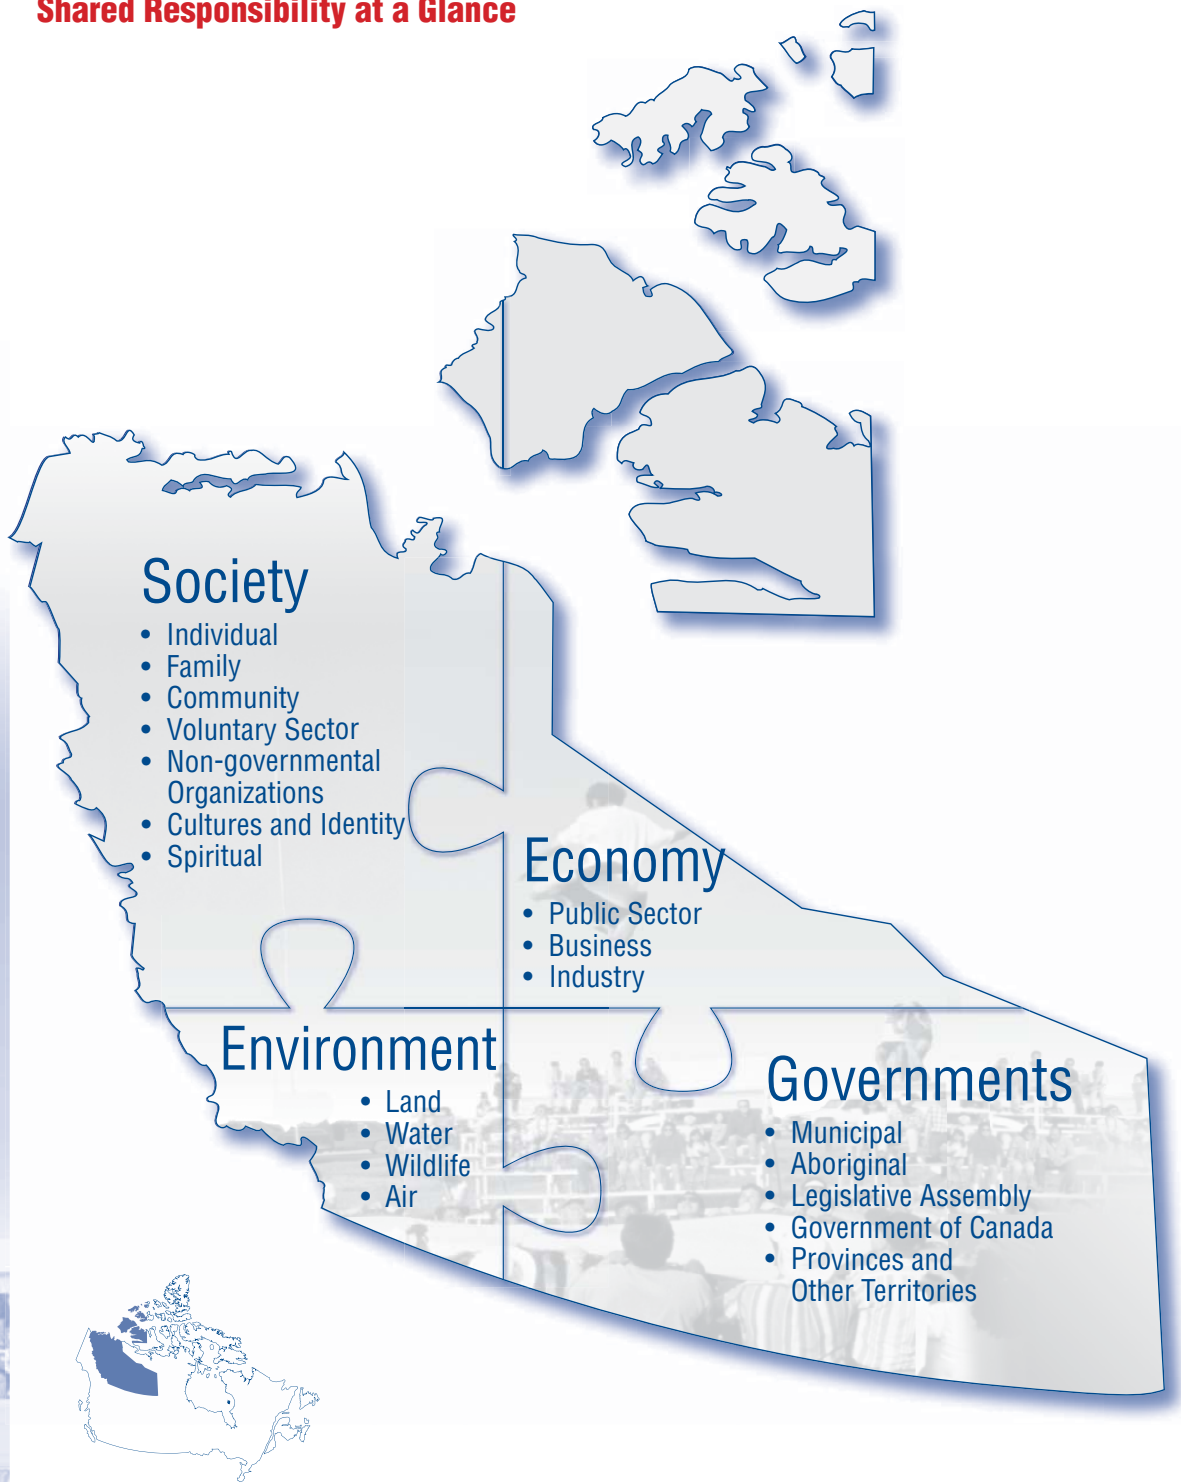 Shared Responsibility at a Glance
Society
• Individual
• Family
• Community
• Voluntary Sector
• Non-governmental
Organizations
• Cultures and Identity
• Spiritual
Economy
• Public Sector
• Business
• Industry
Environment
• Land
• Water
• Wildlife
• Air
Governments
• Municipal
• Aboriginal
• Legislative Assembly
• Government of Canada
• Provinces and
Other Territories